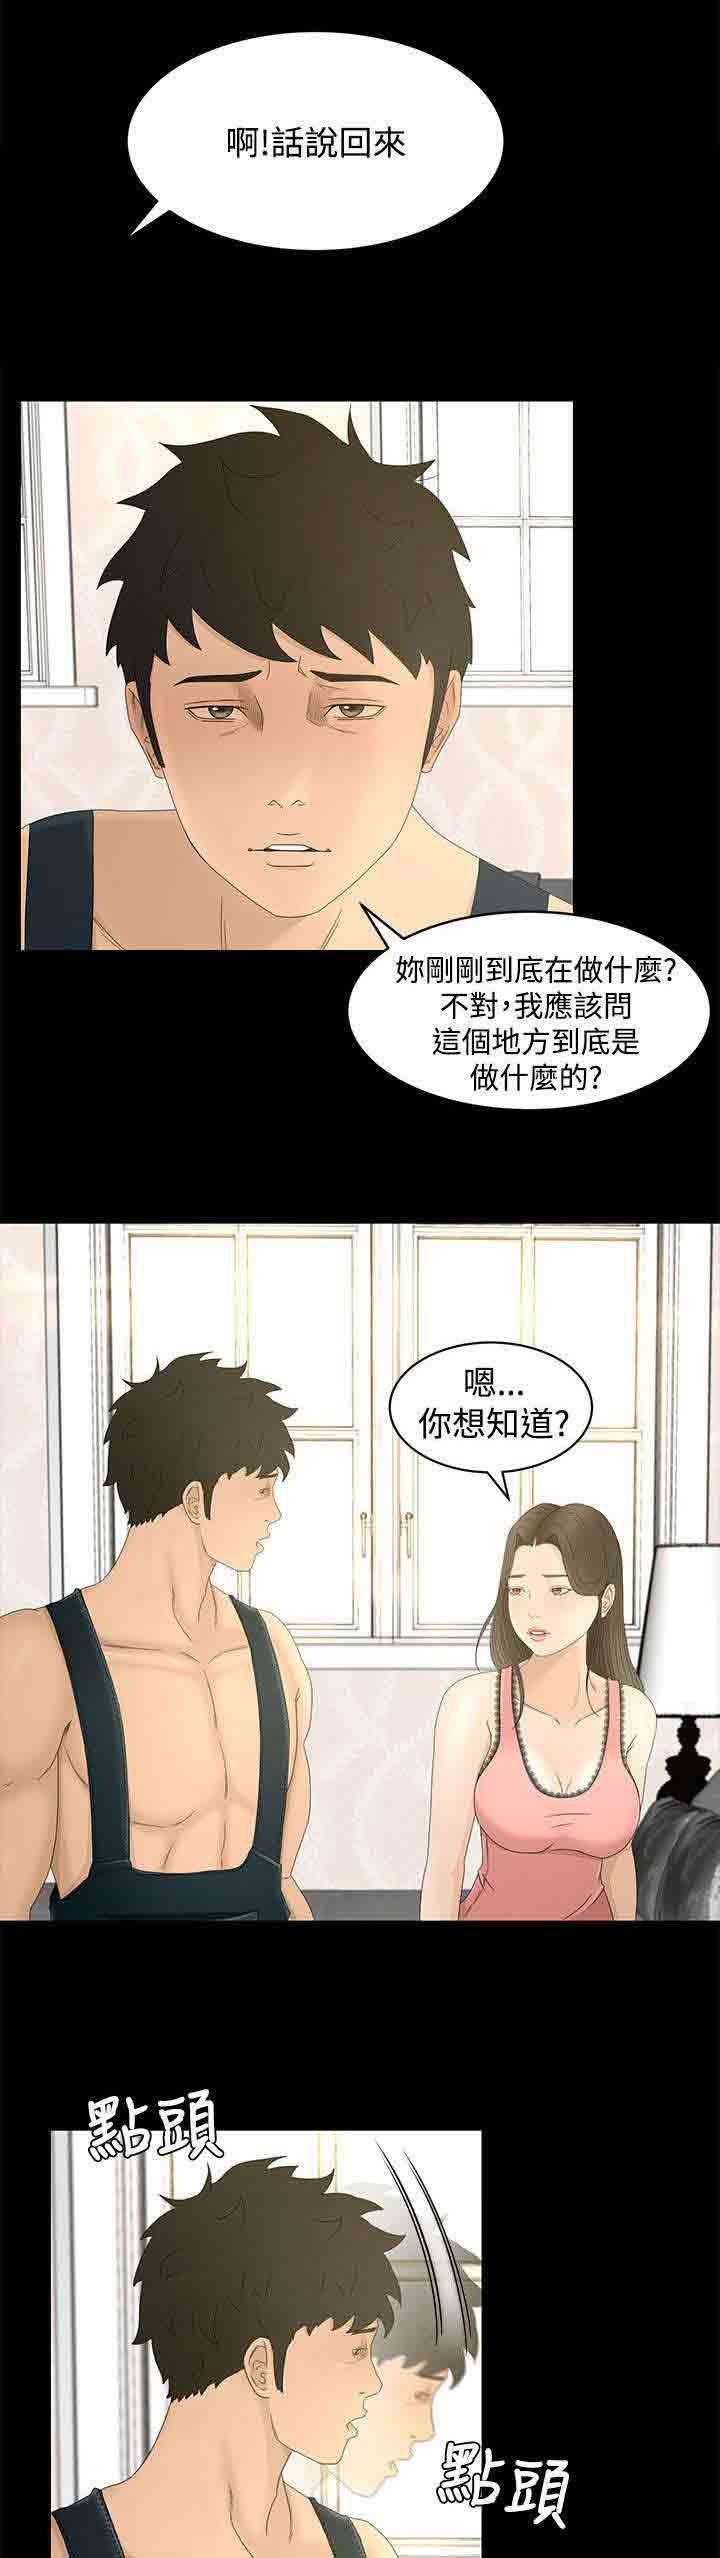 啊!話說回來
妳剛剛到底在做什麼?
不對,我應該問
這個地方到底是
做什麼的?
嗯...
你想知道?
點頭
點頭